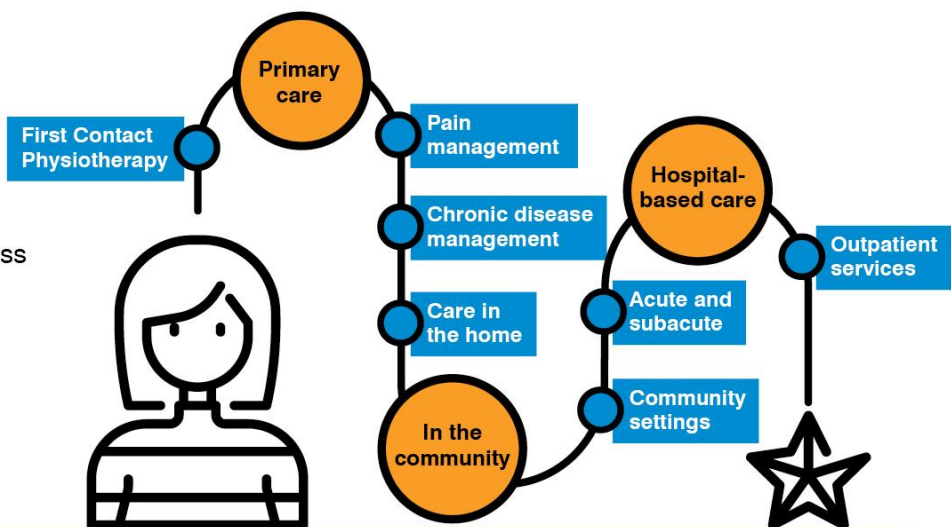 First Contact
Physiotherapy
Primary
care
Pain
management
Chronic disease
management
Care in
the home
In the
community
Community
settings
Acute and
subacute
Hospital-
based care
Outpatient
services
ss